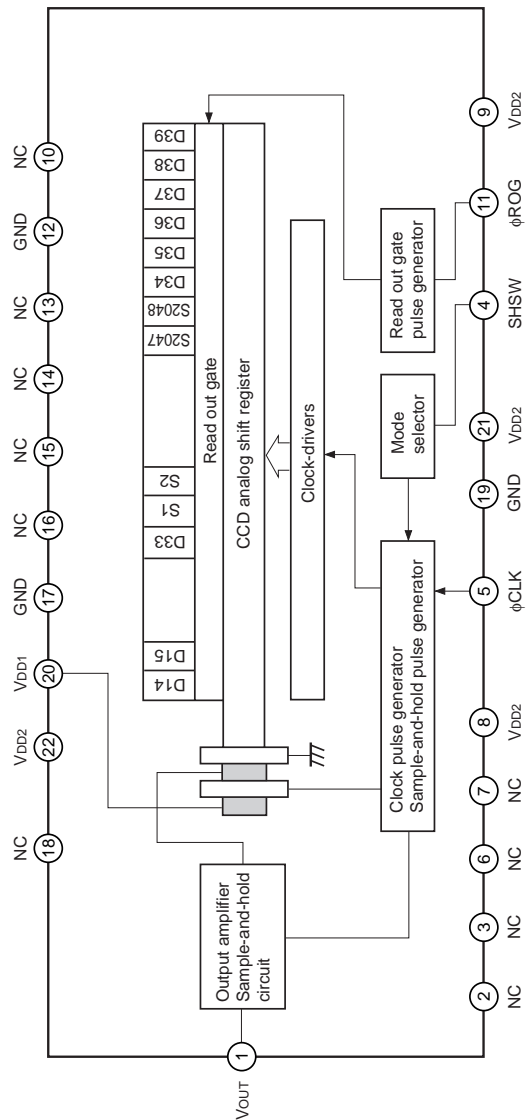 NC
VDD2
VDD1
GND
NC
NC
NC
NC
GND
NC
18
22
20
17
16
15
14
13
12
10
D14
D15
D33
S1
S2
S2047
S2048
D34
D35
D36
D37
D38
D39
Read out gate
CCD analog shift register
Clock-drivers
Output amplifier
Sample-and-hold
circuit
Clock pulse generator
Sample-and-hold pulse generator
Mode
selector
Read out gate
pulse generator
VOUT
1
2
3
6
7
8
5
19
21
4
11
9
NC
NC
NC
NC
VDD2
φCLK
GND
VDD2
SHSW
φROG
VDD2